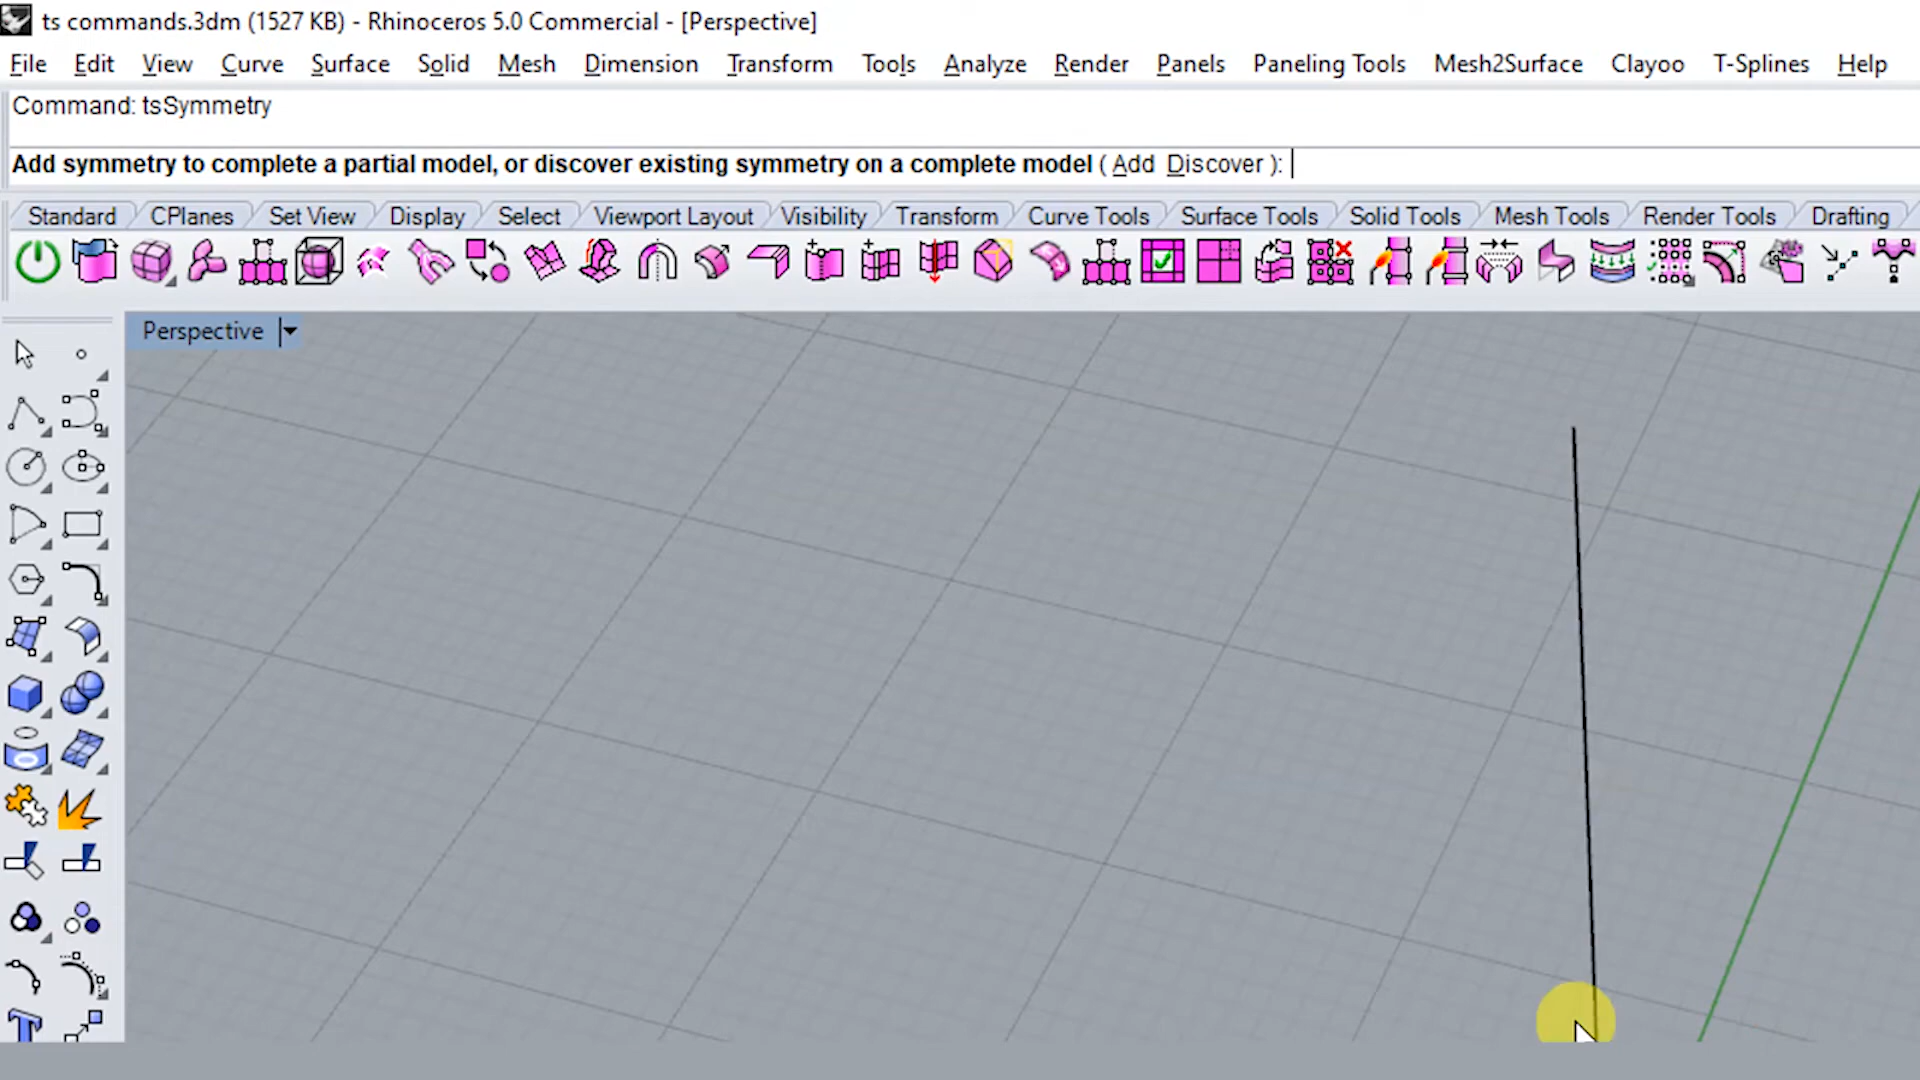 ts commands.3dm (1527 KB) - Rhinoceros 5.0 Commercial - [Perspective]
File Edit View Curve Surface Solid Mesh Dimension Transform Tools Analyze Render Panels Paneling Tools Mesh2Surface Clayoo T-Splines Help
Command: tsSymmetry
Add symmetry to complete a partial model, or discover existing symmetry on a complete model ( Add Discover ):
Standard CPlanes Set View Display Select Viewport Layout Visibility Transform Curve Tools Surface Tools Solid Tools Mesh Tools Render Tools Drafting
Perspective